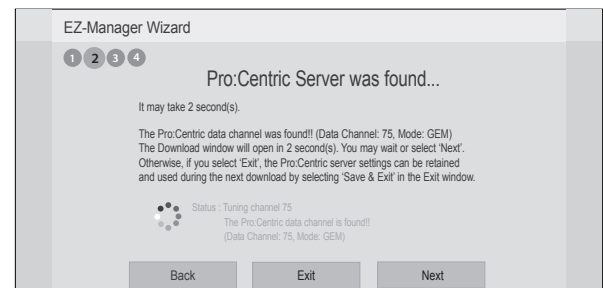 EZ-Manager Wizard
1 2 3 4
Pro:Centric Server was found...
It may take 2 second(s).
The Pro:Centric data channel was found!! (Data Channel: 75, Mode: GEM)
The Download window will open in 2 second(s). You may wait or select ‘Next’.
Otherwise, if you select ‘Exit’, the Pro:Centric server settings can be retained
and used during the next download by selecting ‘Save & Exit’ in the Exit window.
Status : Tuning channel 75
The Pro:Centric data channel is found!!
(Data Channel: 75, Mode: GEM)
Back Exit Next